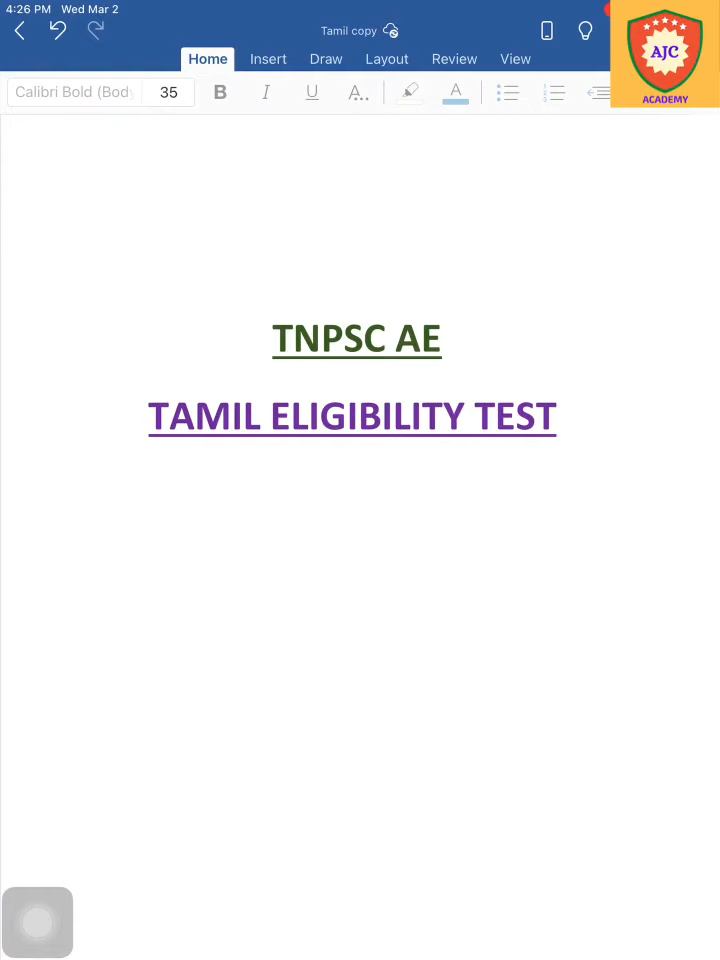 4:26 PM Wed Mar 2
Tamil copy
Home Insert Draw Layout Review View
Calibri Bold (Body 35 B I U A..  A
AJC
ACADEMY
TNPSC AE
TAMIL ELIGIBILITY TEST